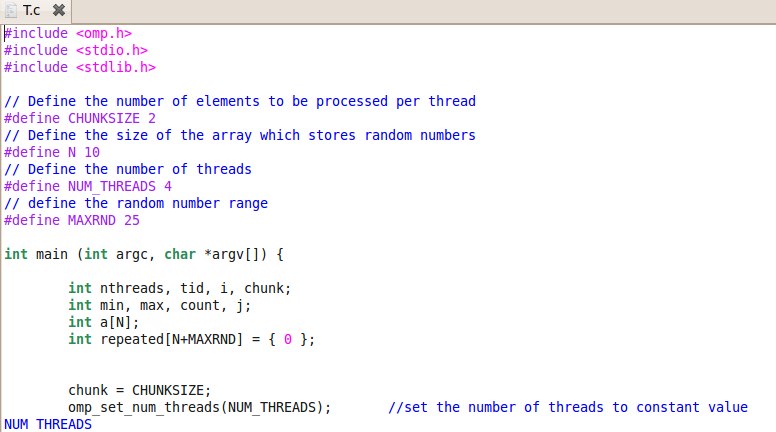 T.c
#include <omp.h>
#include <stdio.h>
#include <stdlib.h>
// Define the number of elements to be processed per thread
#define CHUNKSIZE 2
// Define the size of the array which stores random numbers
#define N 10
// Define the number of threads
#define NUM_THREADS 4
// define the random number range
#define MAXRND 25
int main (int argc, char *argv[]) {
int nthreads, tid, i, chunk;
int min, max, count, j;
int a[N];
int repeated[N+MAXRND] = { 0 };
chunk = CHUNKSIZE;
omp_set_num_threads(NUM_THREADS); //set the number of threads to constant value
NUM_THREADS